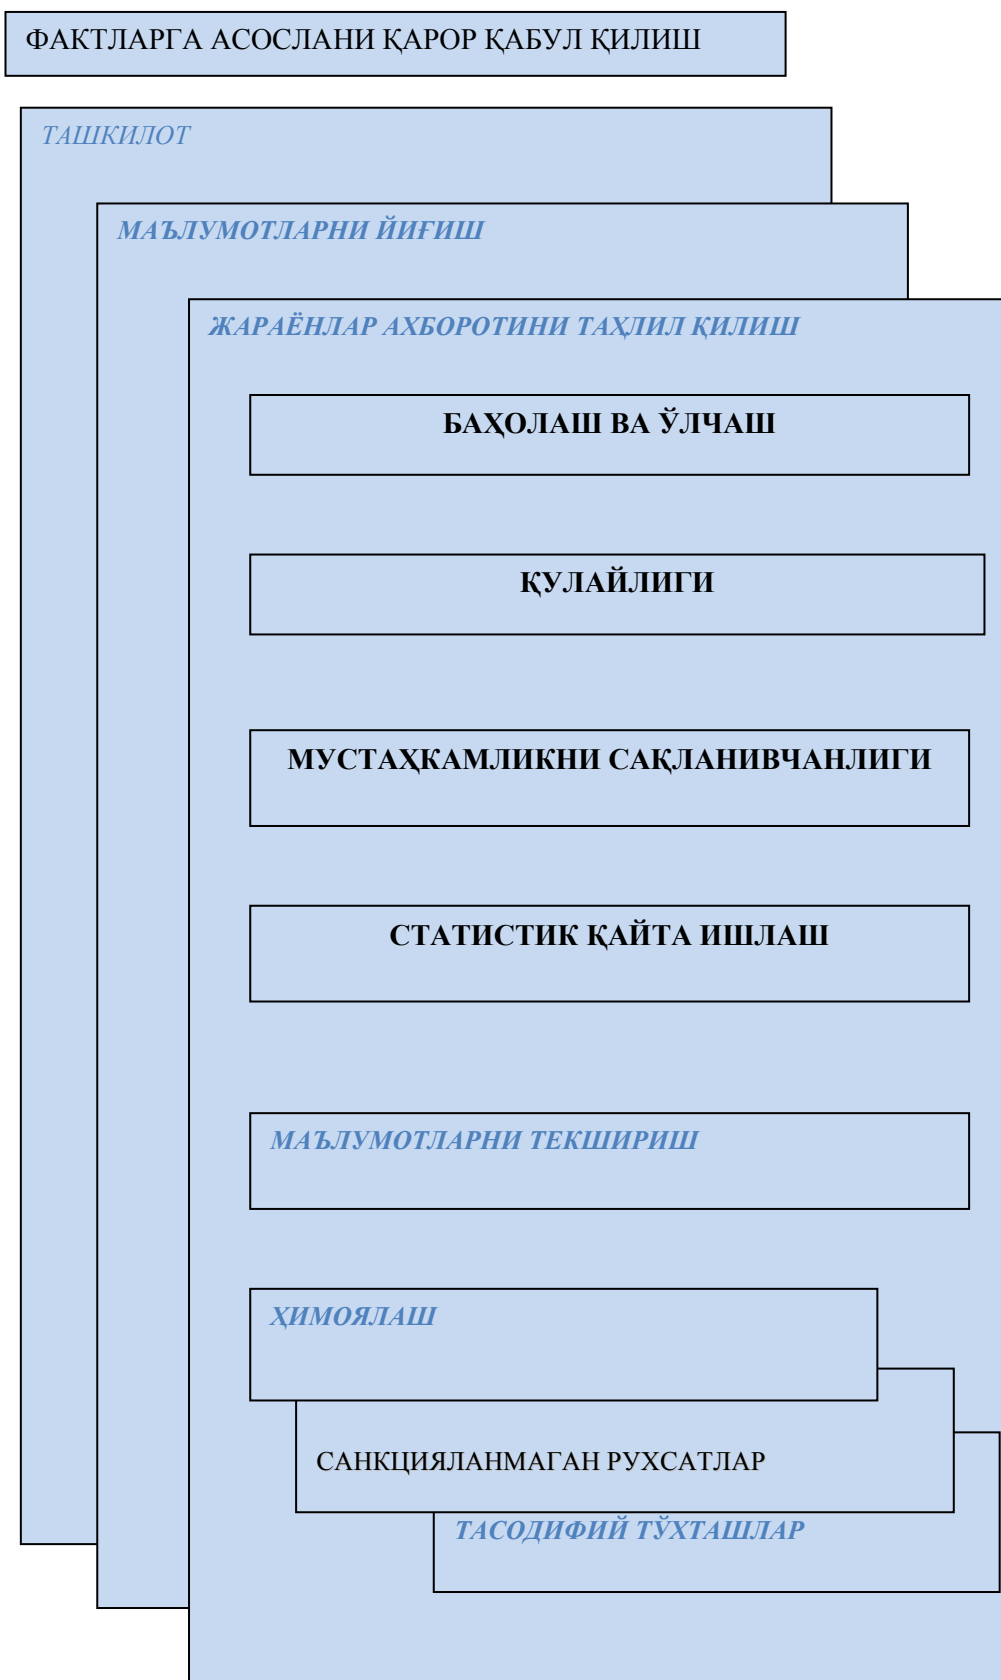 ФАКТЛАРГА АСОСЛАНИ ҚАРОР ҚАБУЛ ҚИЛИШ
ТАШКИЛОТ
МАЪЛУМОТЛАРНИ ЙИҒИШ
ЖАРАЁНЛАР АХБОРОТИНИ ТАҲЛИЛ ҚИЛИШ
БАҲОЛАШ ВА ЎЛЧАШ
ҚУЛАЙЛИГИ
МУСТАҲКАМЛИКНИ САҚЛАНИВЧАНЛИГИ
СТАТИСТИК ҚАЙТА ИШЛАШ
МАЪЛУМОТЛАРНИ ТЕКШИРИШ
ҲИМОЯЛАШ
САНКЦИЯЛАНМАГАН РУХСАТЛАР
ТАСОДИФИЙ ТЎХТАШЛАР